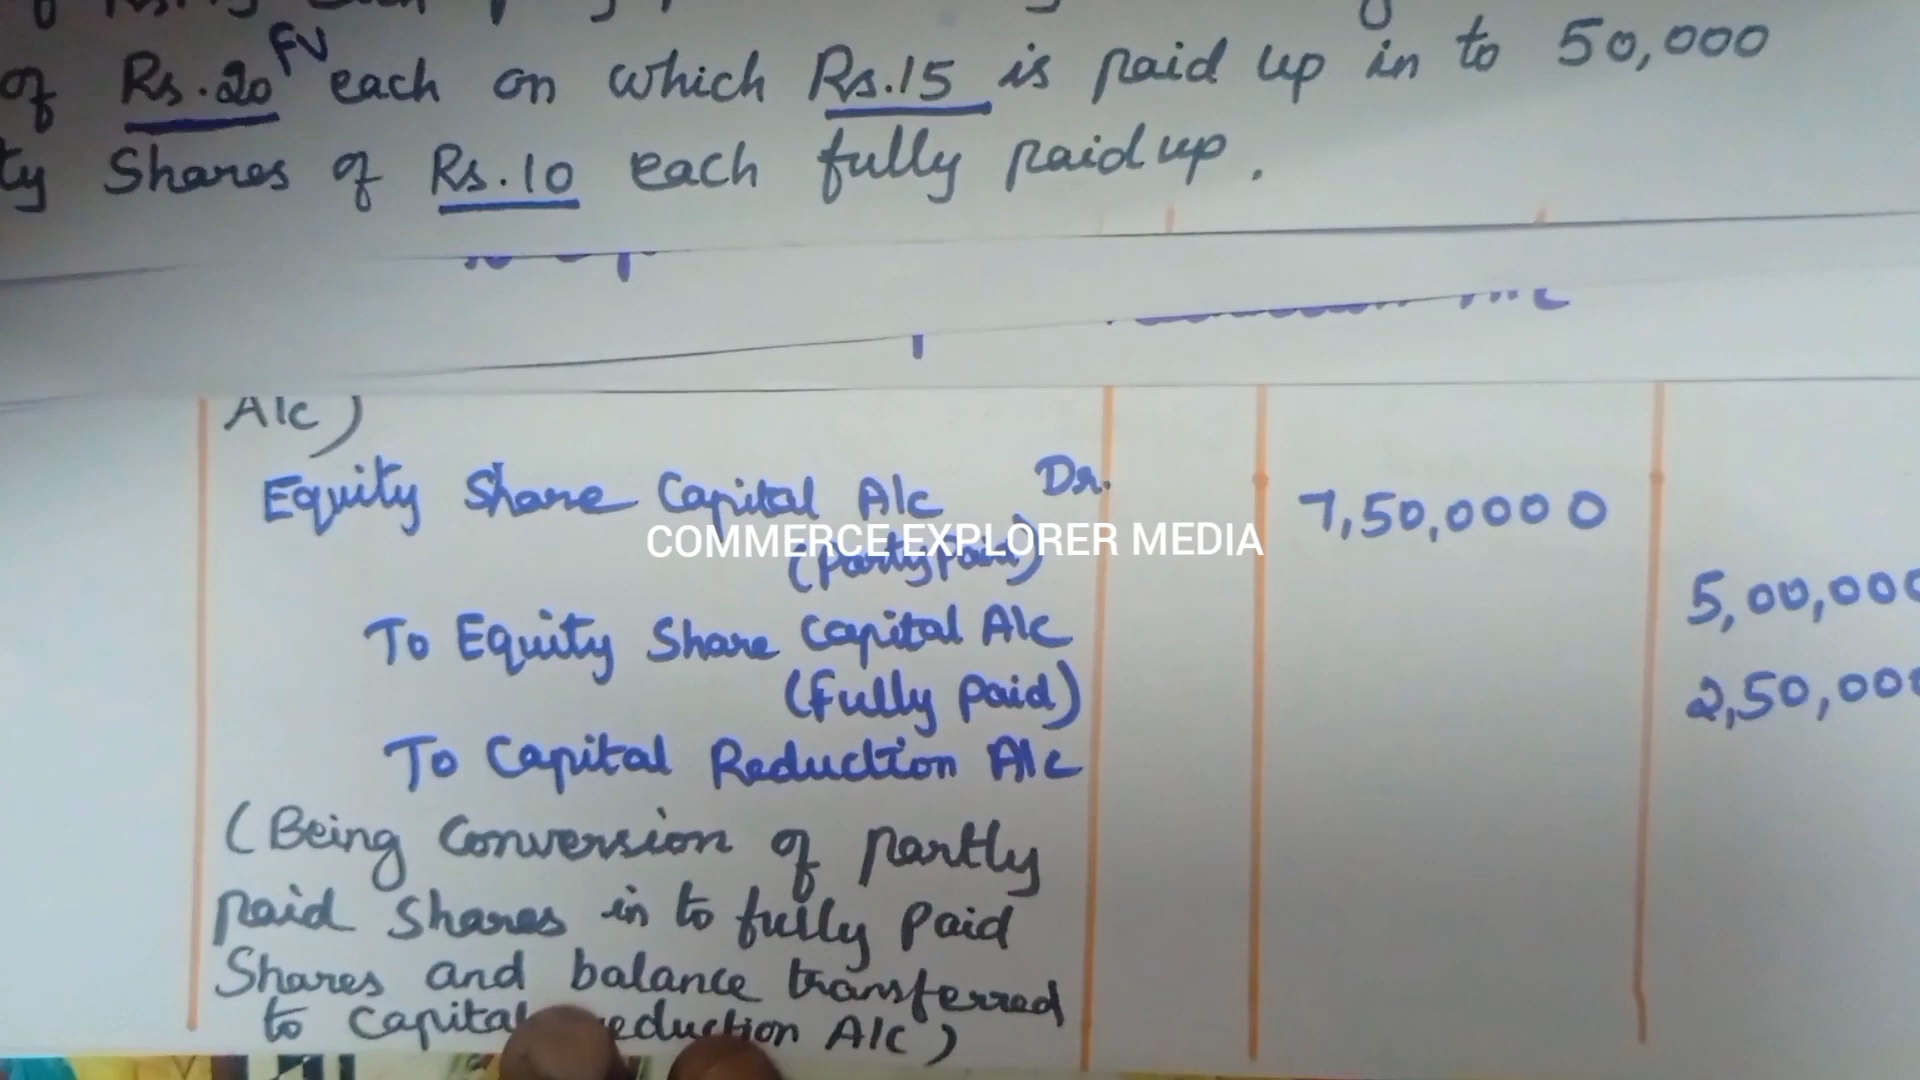 of Rs.20 FV each on which Rs.15 is paid up in to 50,000
ty Shares of Rs.10 each fully paid up.
A/c)
Equity Share Capital A/c Dr. 7,50,0000
COMMERCE EXPLORER MEDIA
(Partly Paid)
5,00,000
To Equity Share Capital A/c
(Fully Paid)
2,50,000
To Capital Reduction A/c
(Being Conversion of partly
paid Shares in to fully Paid
Shares and balance transferred
to Capital reduction A/c)